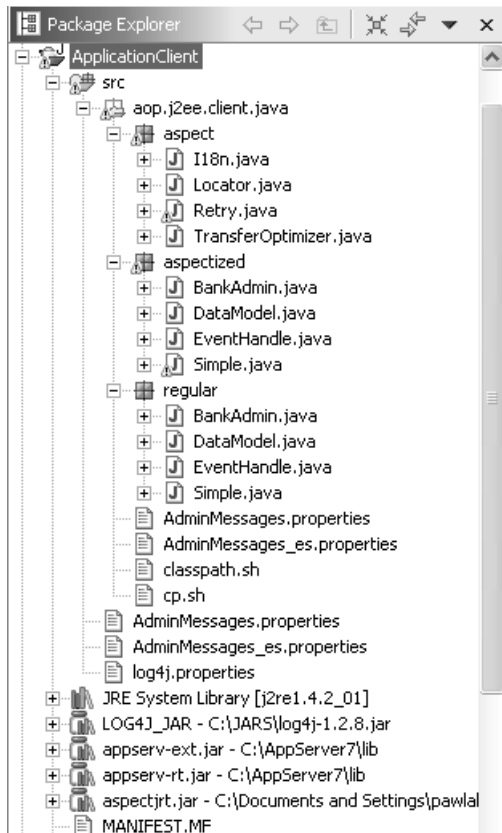 Package Explorer
ApplicationClient
src
aop.j2ee.client.java
aspect
I18n.java
Locator.java
Retry.java
TransferOptimizer.java
aspectized
BankAdmin.java
DataModel.java
EventHandle.java
Simple.java
regular
BankAdmin.java
DataModel.java
EventHandle.java
Simple.java
AdminMessages.properties
AdminMessages_es.properties
classpath.sh
cp.sh
AdminMessages.properties
AdminMessages_es.properties
log4j.properties
JRE System Library [j2re1.4.2_01]
LOG4J_JAR - C:\JARS\log4j-1.2.8.jar
appserv-ext.jar - C:\AppServer7\lib
appserv-rt.jar - C:\AppServer7\lib
aspectjrt.jar - C:\Documents and Settings\pawlal
MANIFEST.MF